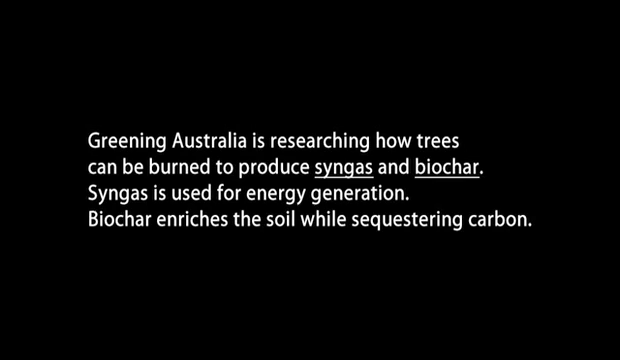 Greening Australia is researching how trees
can be burned to produce syngas and biochar.
Syngas is used for energy generation.
Biochar enriches the soil while sequestering carbon.